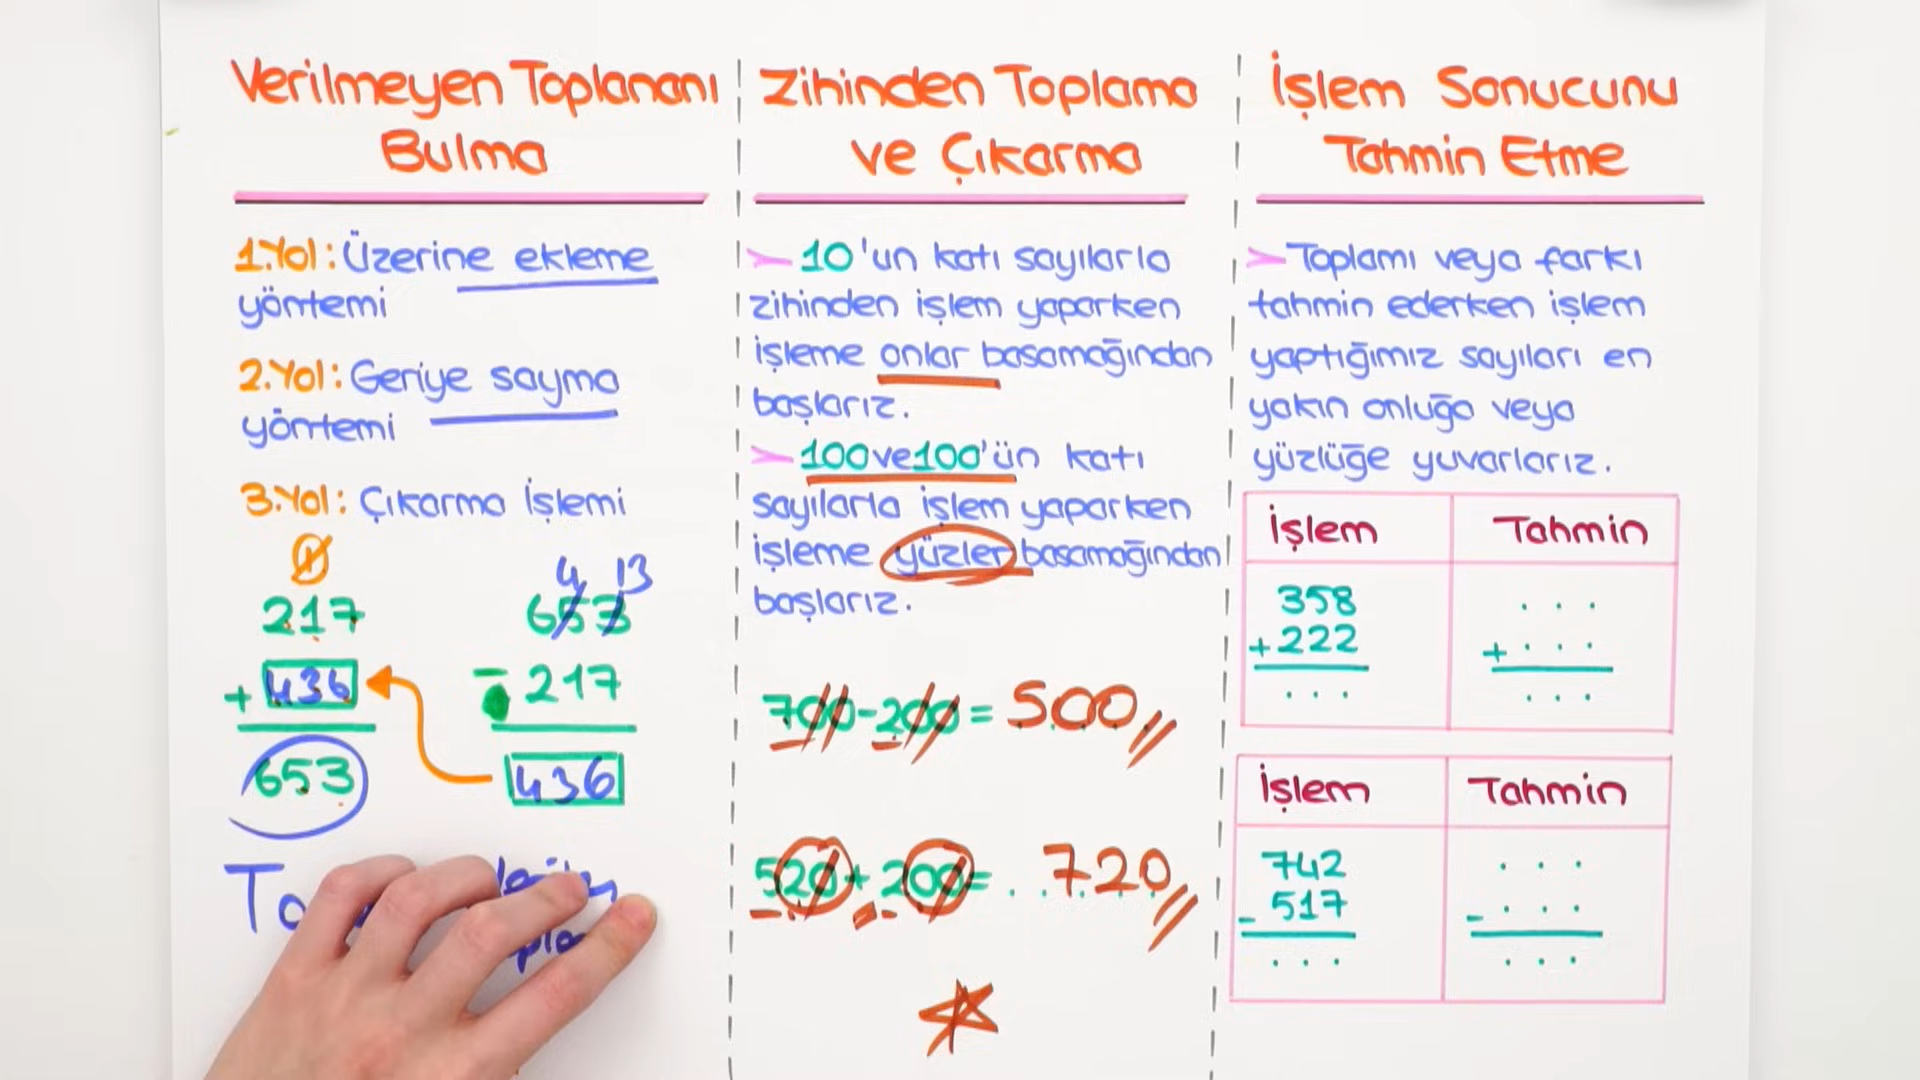 Verilmeyen Toplananı
Bulma
1.Yol: Üzerine ekleme
yöntemi
2.Yol: Geriye sayma
yöntemi
3.Yol: Çıkarma İşlemi
1
217
+ 436
653
4 13
653
- 217
436
Zihinden Toplama
ve Çıkarma
10'un katı sayılarla
zihinden işlem yaparken
işleme onlar basamağından
başlarız.
100 ve 100'ün katı
sayılarla işlem yaparken
işleme yüzler basamağından
başlarız.
700-200= 500
520+200= ..720
İşlem Sonucunu
Tahmin Etme
Toplamı veya farkı
tahmin ederken işlem
yaptığımız sayıları en
yakın onluğa veya
yüzlüğe yuvarlarız.
İşlem Tahmin
358 ...
+222 +...
... ...
İşlem Tahmin
742 ...
- 517 -...
... ...